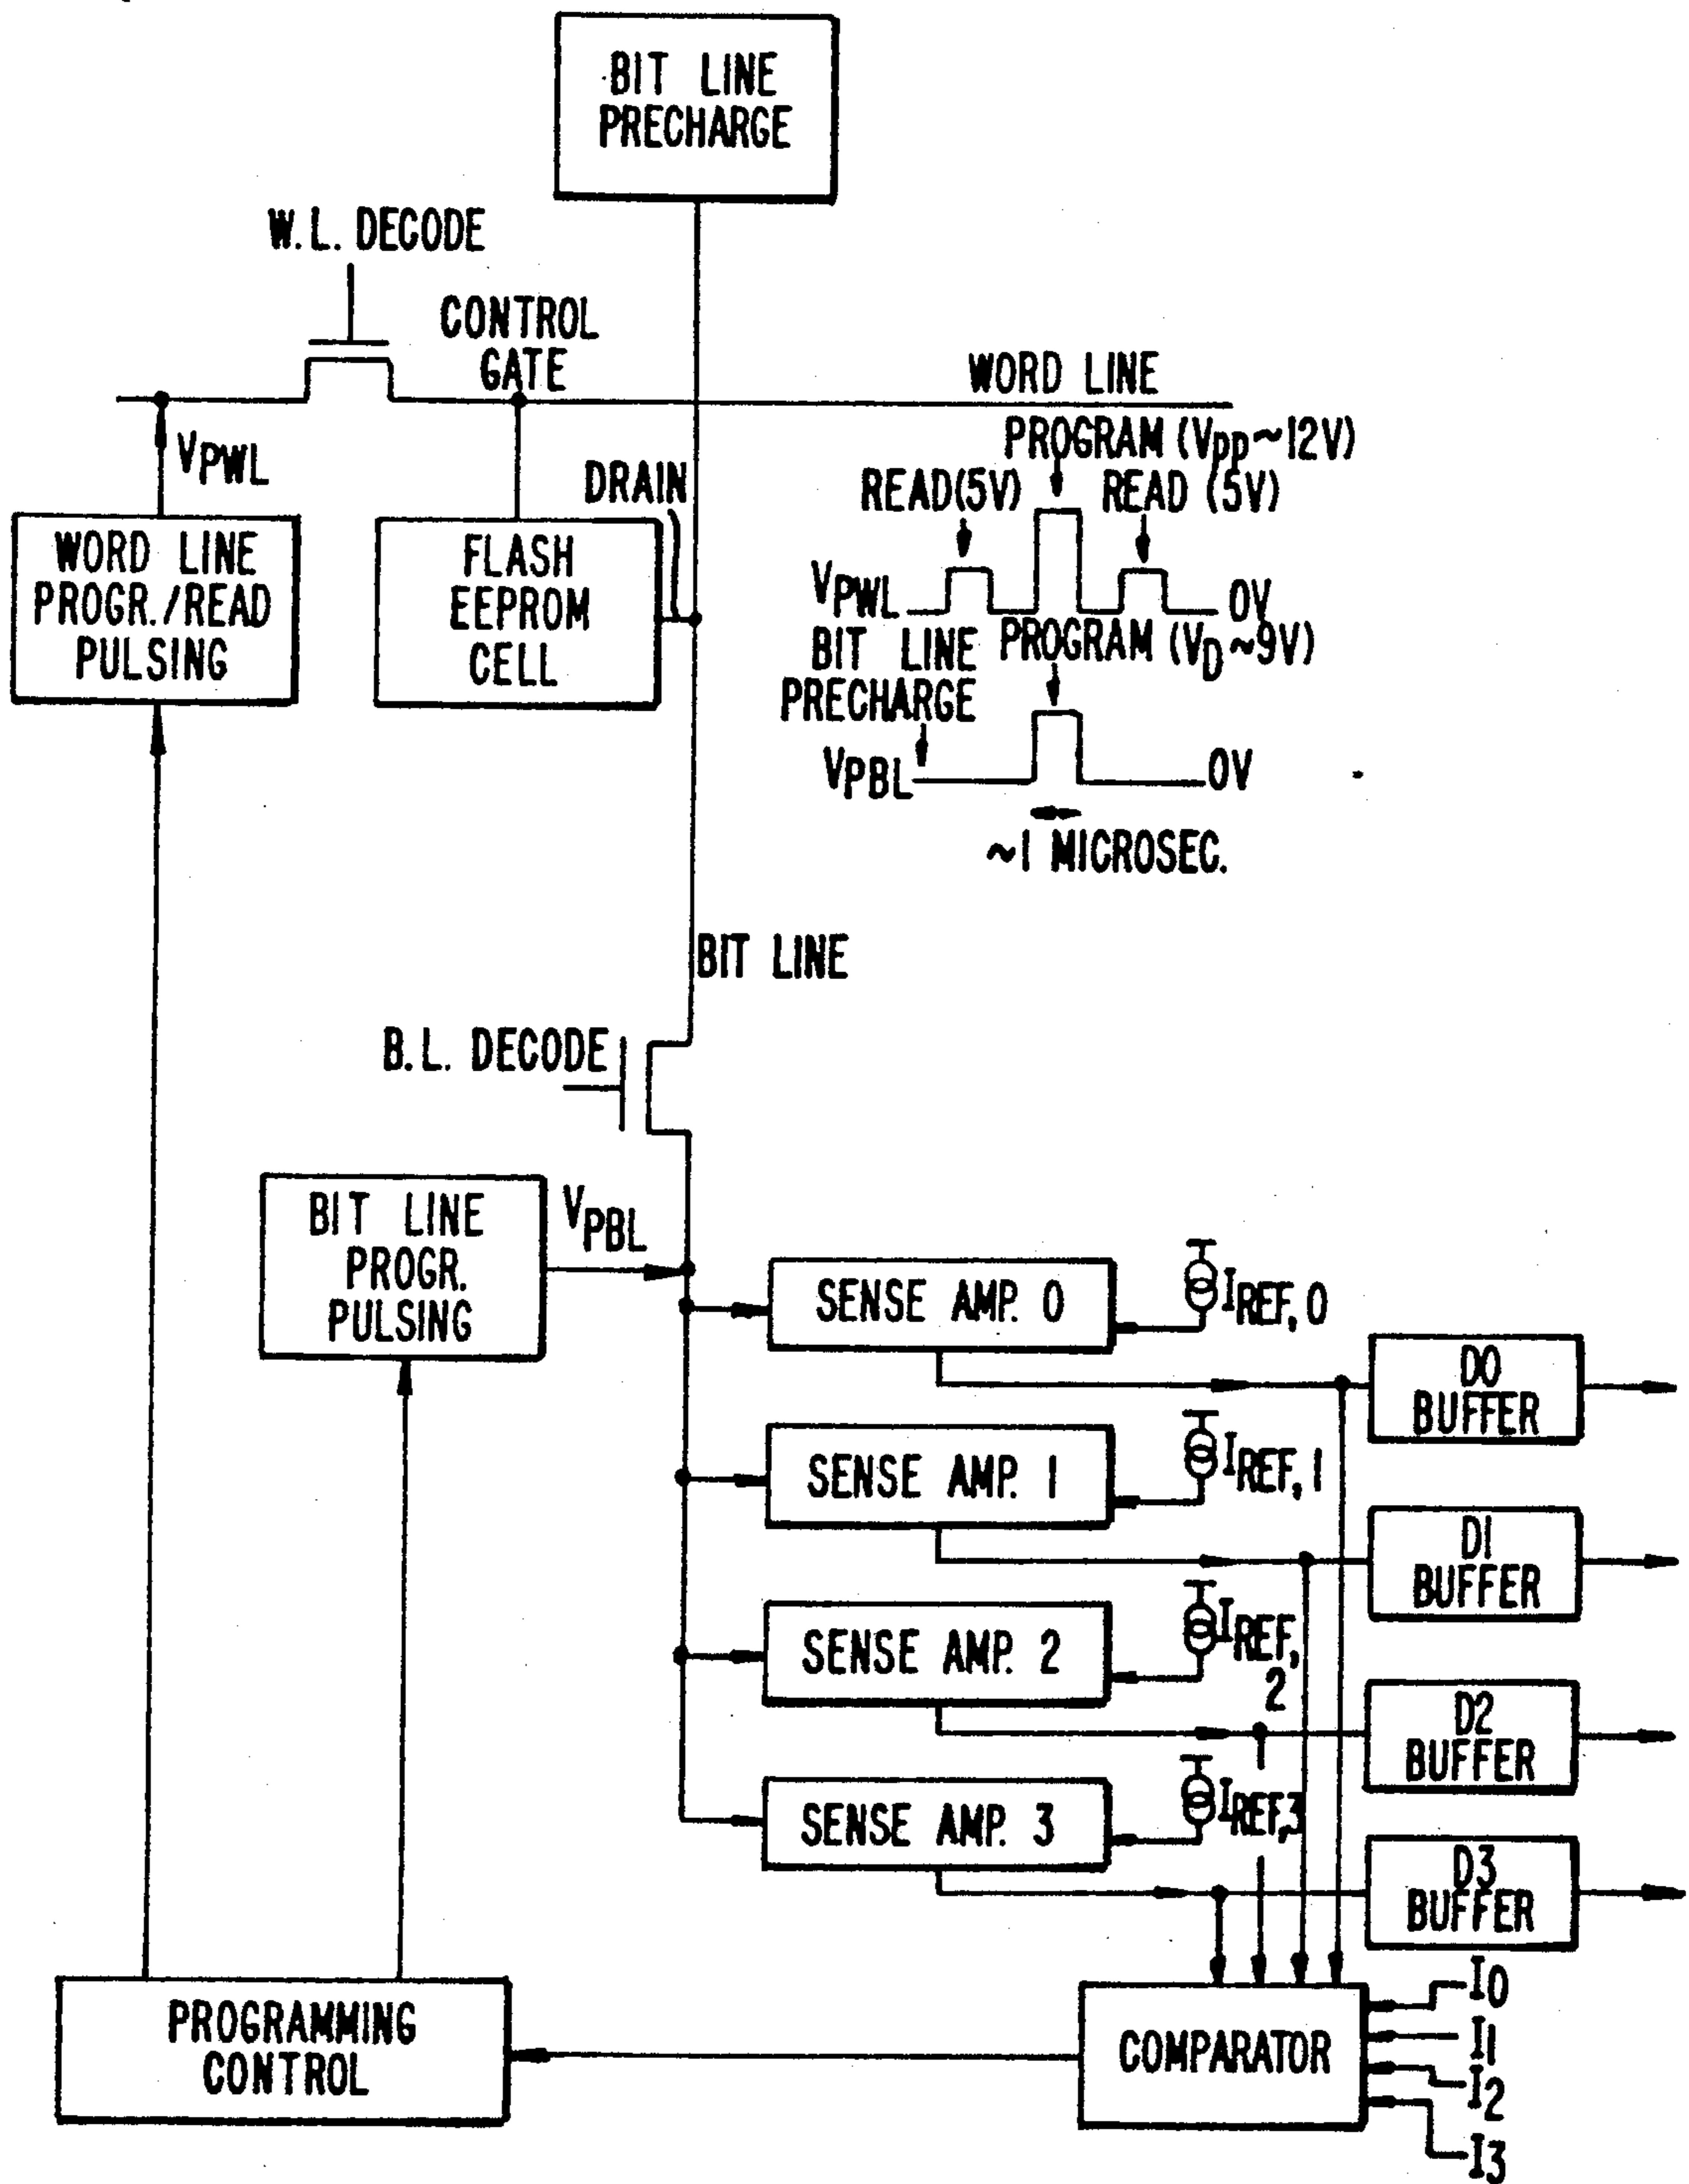 BIT LINE
PRECHARGE
W.L. DECODE
CONTROL
GATE
WORD LINE
PROGRAM (VPP~12V)
VPWL
DRAIN
READ(5V)
READ (5V)
WORD LINE
PROGR./READ
PULSING
FLASH
EEPROM
CELL
VPWL
0V
BIT LINE
PRECHARGE
PROGRAM (VD~9V)
VPBL
0V
~1 MICROSEC.
BIT LINE
B.L. DECODE
BIT LINE
PROGR.
PULSING
VPBL
SENSE AMP. 0
IREF, 0
D0
BUFFER
SENSE AMP. 1
IREF, 1
D1
BUFFER
SENSE AMP. 2
IREF,
2
D2
BUFFER
SENSE AMP. 3
IREF,3
D3
BUFFER
PROGRAMMING
CONTROL
COMPARATOR
I0
I1
I2
I3